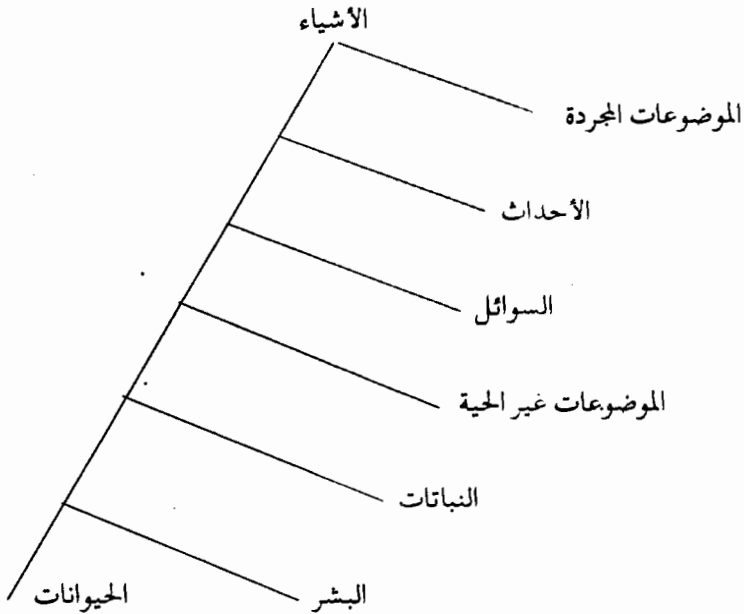 الأشياء
الموضوعات المجردة
الأحداث
السوائل
الموضوعات غير الحية
النباتات
البشر
الحيوانات